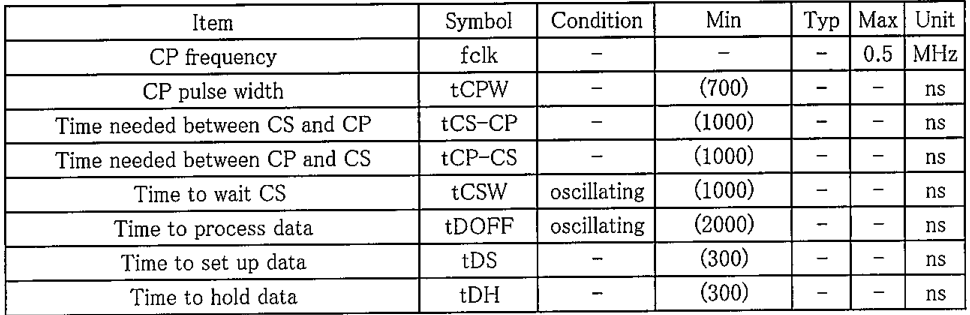 Item Symbol Condition Min Typ Max Unit
CP frequency fclk – – – 0.5 MHz
CP pulse width tCPW – (700) – – ns
Time needed between CS and CP tCS-CP – (1000) – – ns
Time needed between CP and CS tCP-CS – (1000) – – ns
Time to wait CS tCSW oscillating (1000) – – ns
Time to process data tDOFF oscillating (2000) – – ns
Time to set up data tDS – (300) – – ns
Time to hold data tDH – (300) – – ns